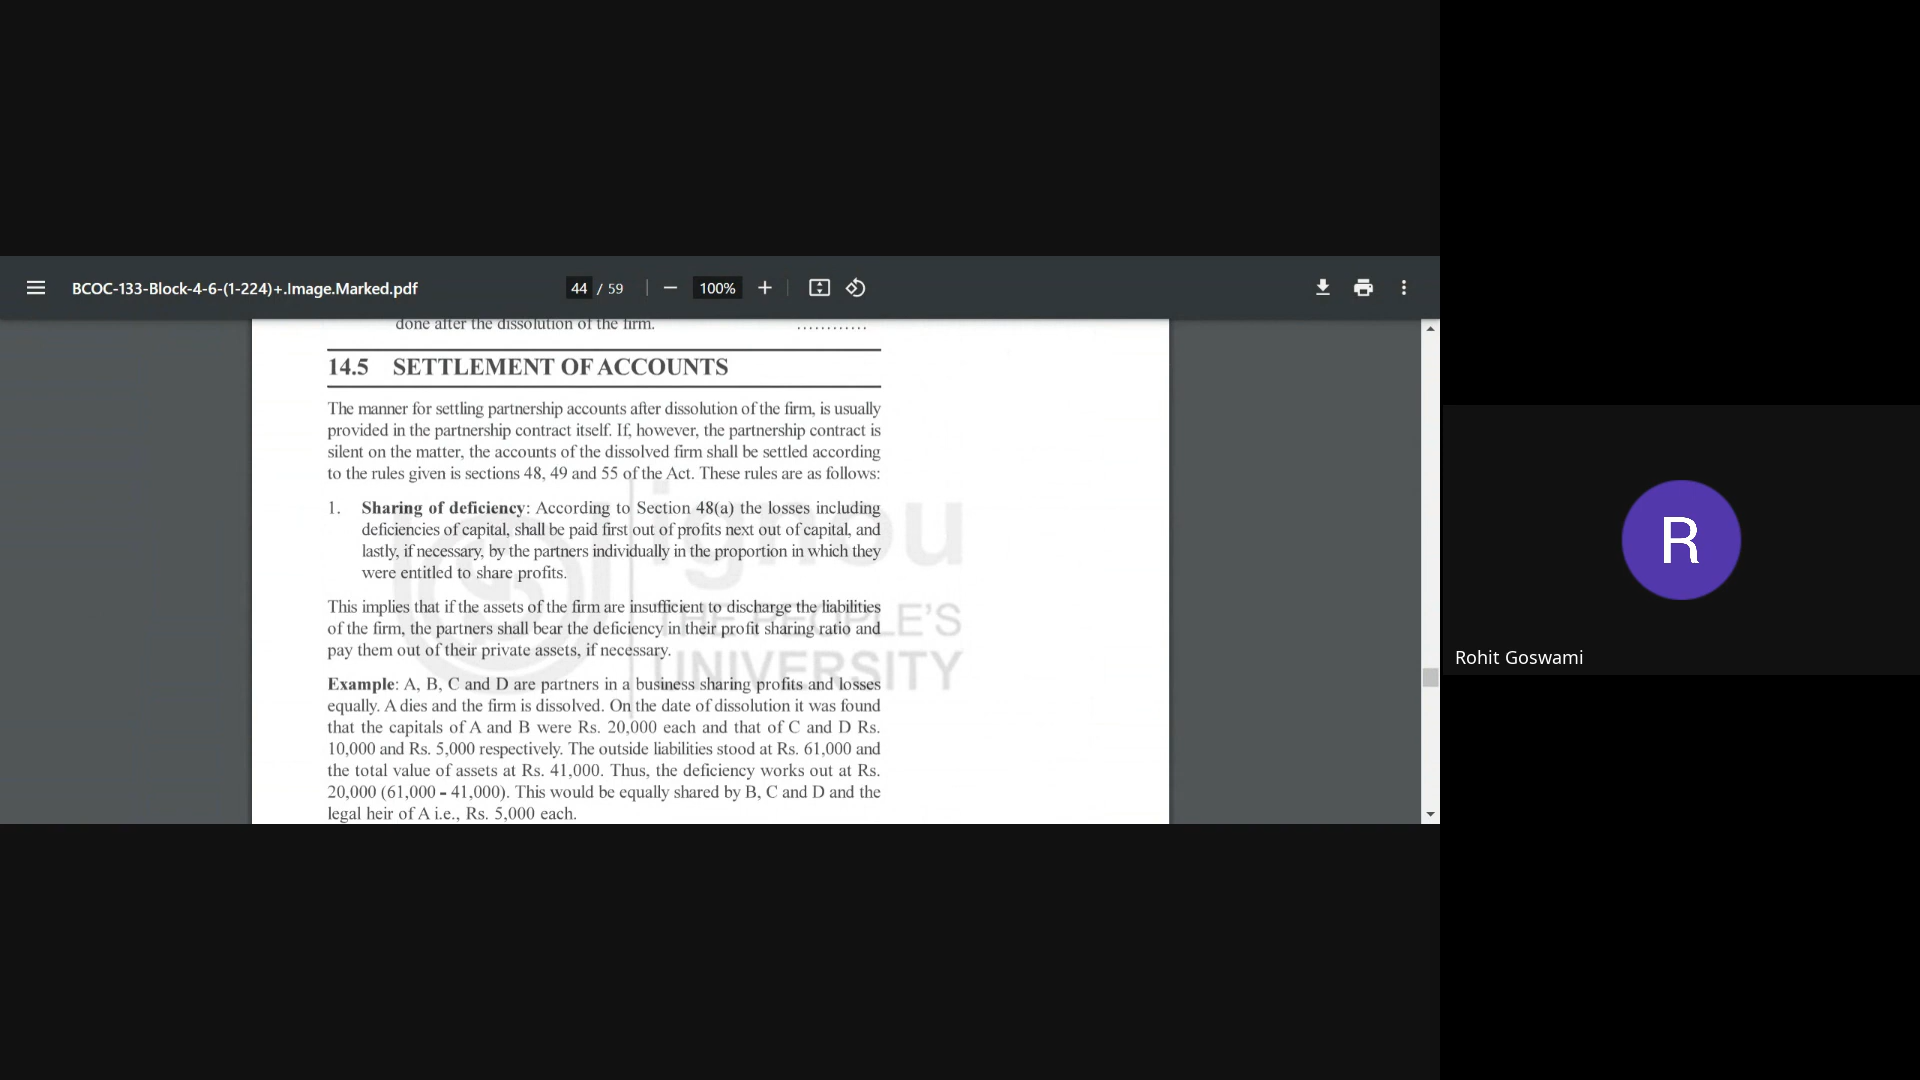 BCOC-133-Block-4-6-(1-224)+.Image.Marked.pdf
44 / 59
100%
done after the dissolution of the firm. ............
14.5 SETTLEMENT OF ACCOUNTS
The manner for settling partnership accounts after dissolution of the firm, is usually
provided in the partnership contract itself. If, however, the partnership contract is
silent on the matter, the accounts of the dissolved firm shall be settled according
to the rules given is sections 48, 49 and 55 of the Act. These rules are as follows:
1. Sharing of deficiency: According to Section 48(a) the losses including
deficiencies of capital, shall be paid first out of profits next out of capital, and
lastly, if necessary, by the partners individually in the proportion in which they
were entitled to share profits.
This implies that if the assets of the firm are insufficient to discharge the liabilities
of the firm, the partners shall bear the deficiency in their profit sharing ratio and
pay them out of their private assets, if necessary.
Example: A, B, C and D are partners in a business sharing profits and losses
equally. A dies and the firm is dissolved. On the date of dissolution it was found
that the capitals of A and B were Rs. 20,000 each and that of C and D Rs.
10,000 and Rs. 5,000 respectively. The outside liabilities stood at Rs. 61,000 and
the total value of assets at Rs. 41,000. Thus, the deficiency works out at Rs.
20,000 (61,000 - 41,000). This would be equally shared by B, C and D and the
legal heir of A i.e., Rs. 5,000 each.
ignou
THE PEOPLE'S
UNIVERSITY
R
Rohit Goswami